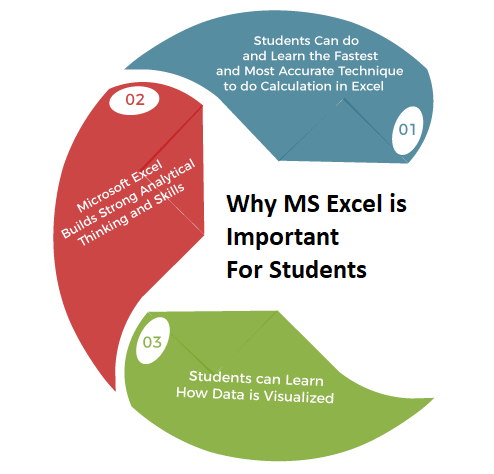 Students Can do
and Learn the Fastest
and Most Accurate Technique
to do Calculation in Excel
01
02
Microsoft Excel
Builds Strong Analytical
Thinking and Skills
Why MS Excel is
Important
For Students
03
Students can Learn
How Data is Visualized